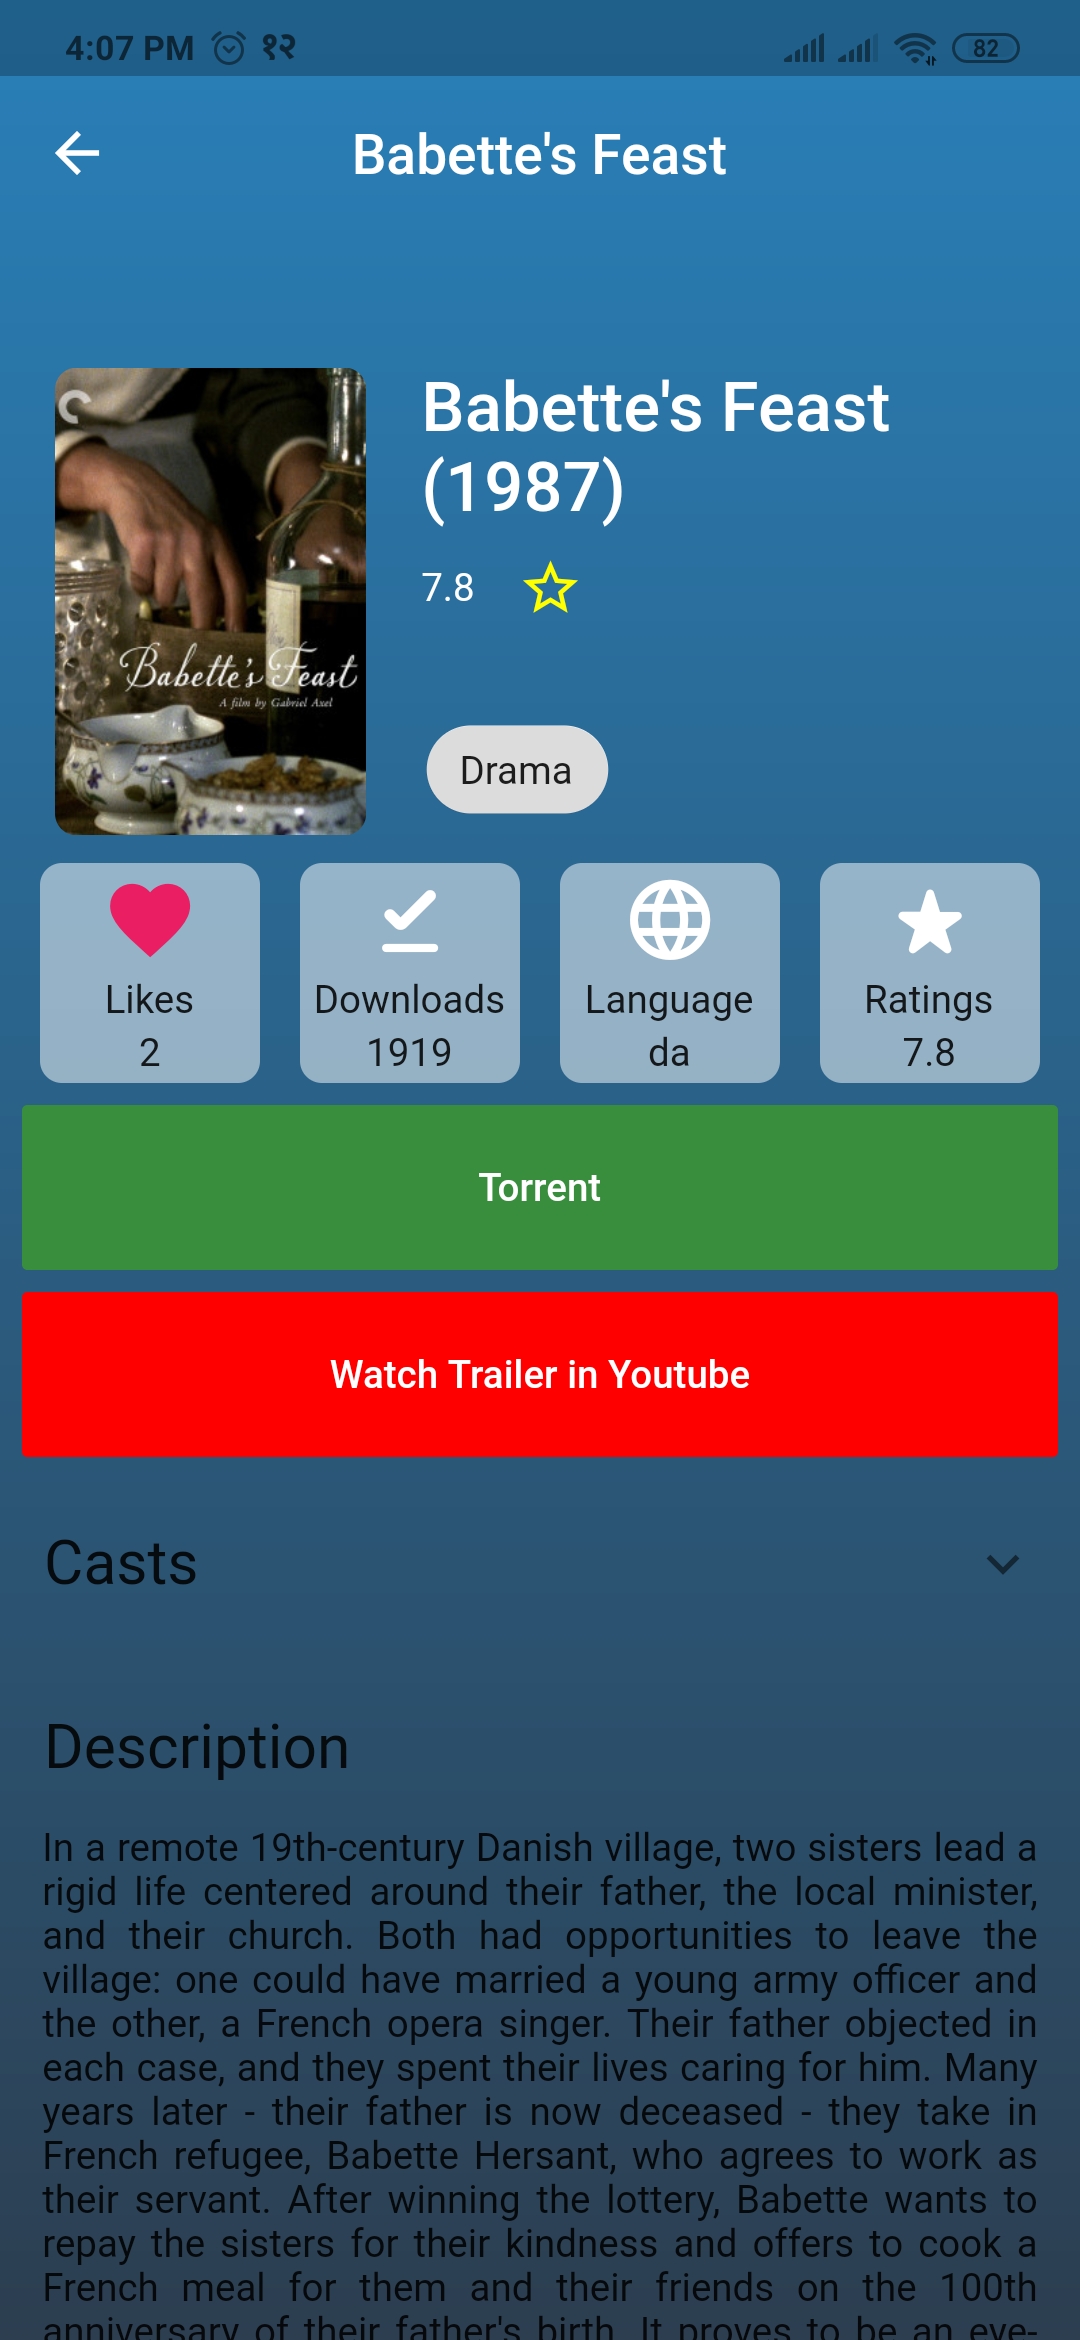 4:07 PM १२ 82
Babette's Feast
Babette's Feast
(1987)
7.8
Babette's Feast
A film by Gabriel Axel
Drama
Likes
2
Downloads
1919
Language
da
Ratings
7.8
Torrent
Watch Trailer in Youtube
Casts
Description
In a remote 19th-century Danish village, two sisters lead a
rigid life centered around their father, the local minister,
and their church. Both had opportunities to leave the
village: one could have married a young army officer and
the other, a French opera singer. Their father objected in
each case, and they spent their lives caring for him. Many
years later - their father is now deceased - they take in
French refugee, Babette Hersant, who agrees to work as
their servant. After winning the lottery, Babette wants to
repay the sisters for their kindness and offers to cook a
French meal for them and their friends on the 100th
anniversary of their father's birth. It proves to be an eye-